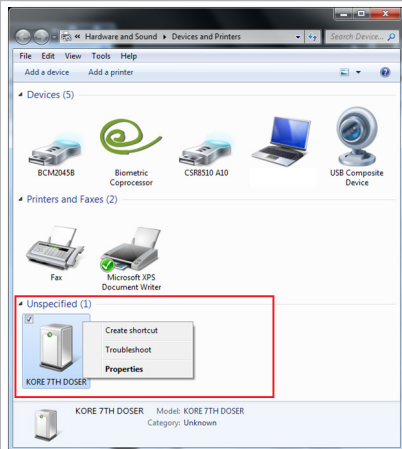 « Hardware and Sound ▸ Devices and Printers
Search Device...
File Edit View Tools Help
Add a device Add a printer
Devices (5)
BCM2045B
Biometric
Coprocessor
CSR8510 A10
USB Composite
Device
Printers and Faxes (2)
Fax
Microsoft XPS
Document Writer
Unspecified (1)
KORE 7TH DOSER
Create shortcut
Troubleshoot
Properties
KORE 7TH DOSER Model: KORE 7TH DOSER
Category: Unknown